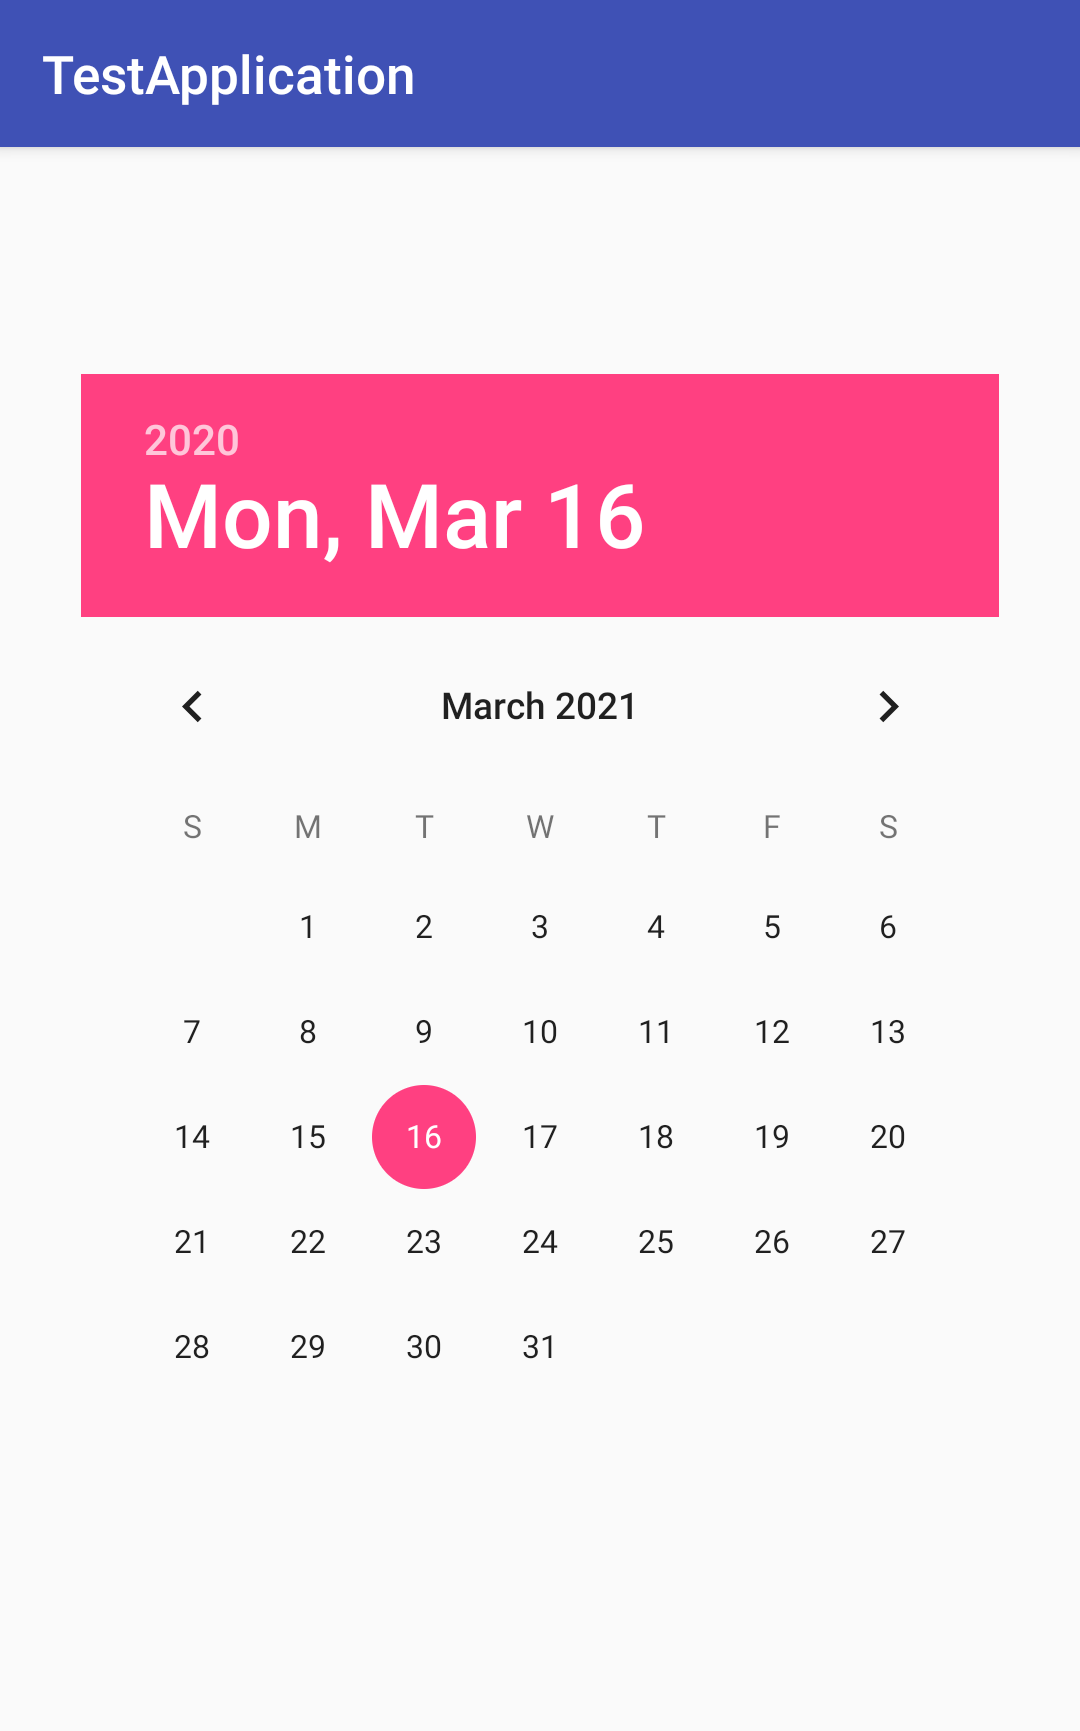 TestApplication
2020
Mon, Mar 16
March 2021
S M T W T F S
1 2 3 4 5 6
7 8 9 10 11 12 13
14 15 16 17 18 19 20
21 22 23 24 25 26 27
28 29 30 31